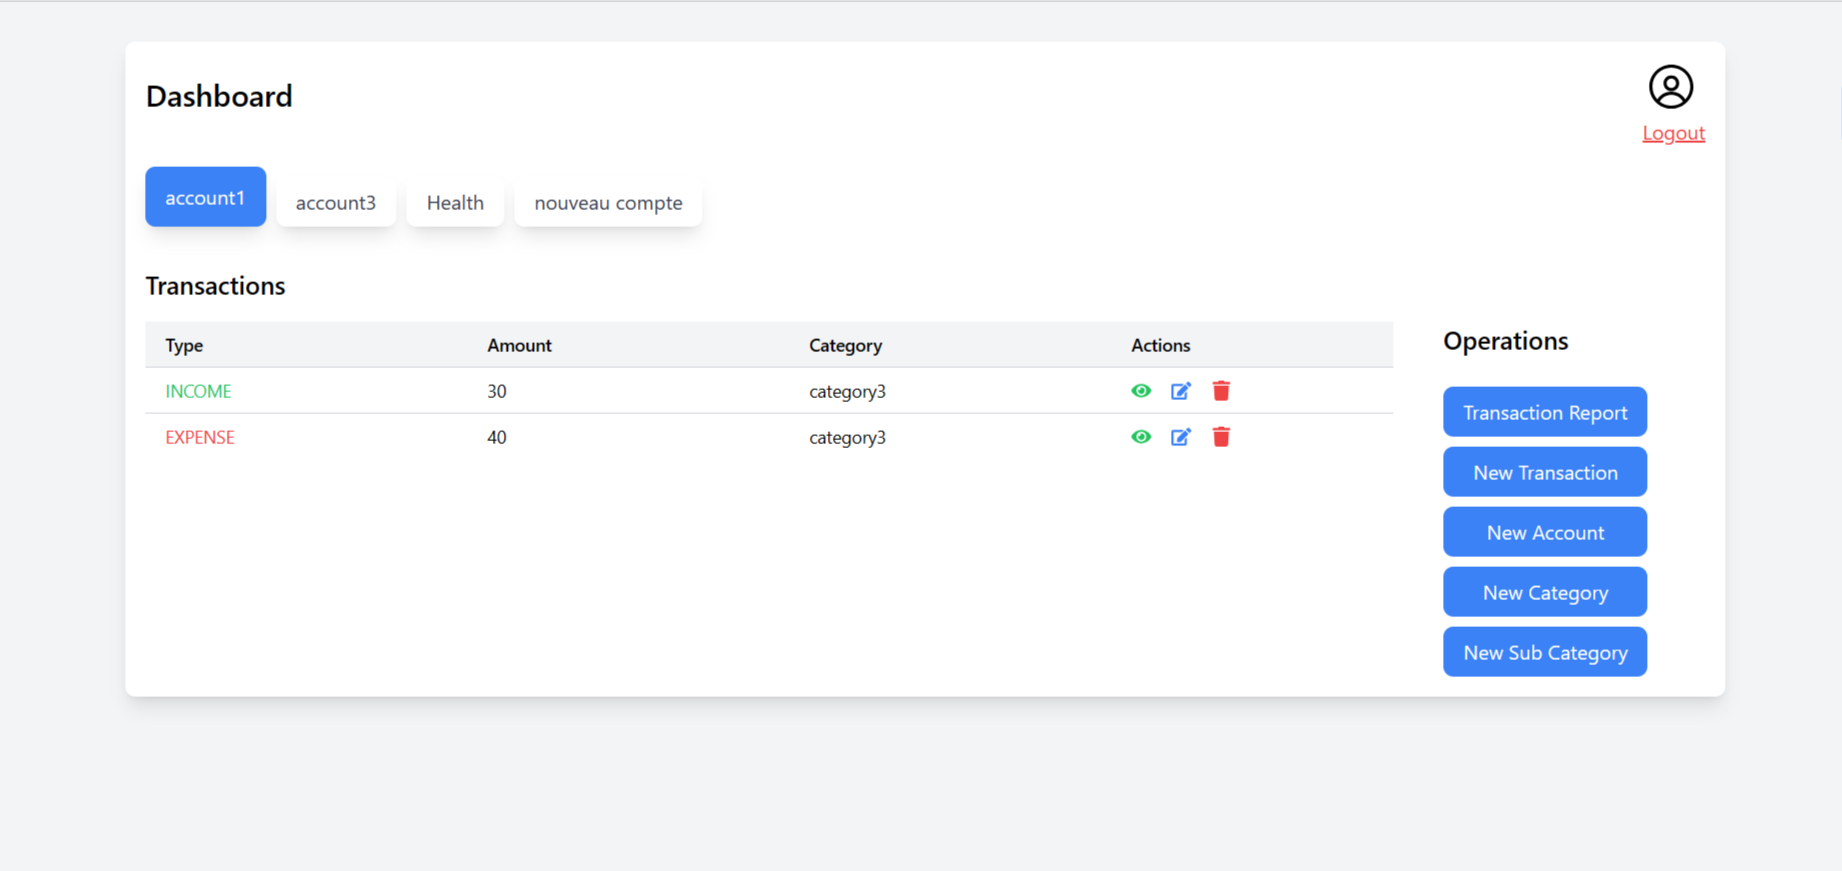 Dashboard
Logout
account1 account3 Health nouveau compte
Transactions
Type Amount Category Actions
INCOME 30 category3
EXPENSE 40 category3
Operations
Transaction Report
New Transaction
New Account
New Category
New Sub Category